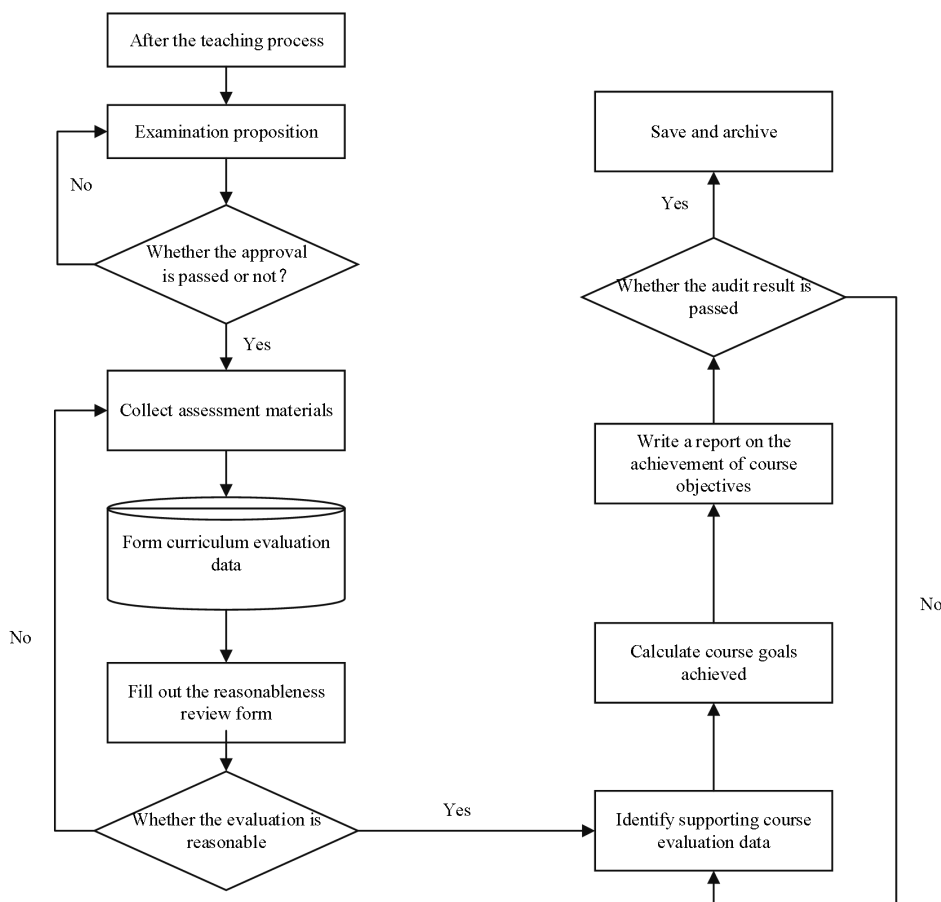 After the teaching process
Examination proposition
No
Whether the approval
is passed or not?
Yes
Collect assessment materials
Form curriculum evaluation
data
No
Fill out the reasonableness
review form
Whether the evaluation is
reasonable
Yes
Identify supporting course
evaluation data
Calculate course goals
achieved
Write a report on the
achievement of course
objectives
Whether the audit result is
passed
No
Yes
Save and archive